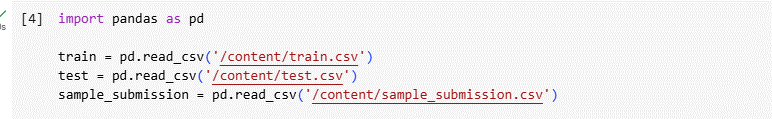 [4] import pandas as pd
train = pd.read_csv('/content/train.csv')
test = pd.read_csv('/content/test.csv')
sample_submission = pd.read_csv('/content/sample_submission.csv')